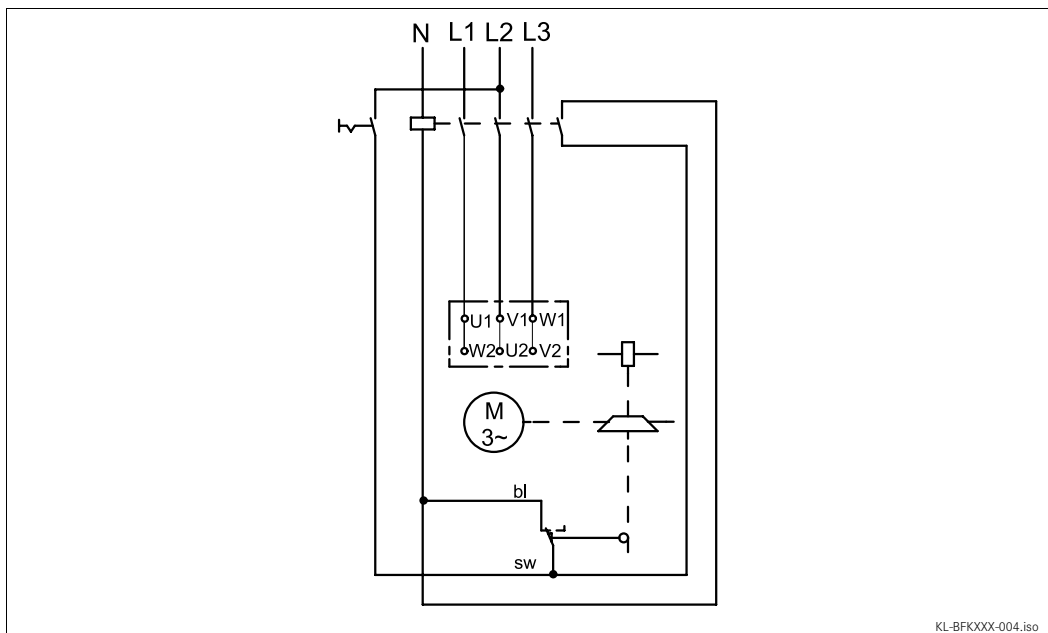 N L1 L2 L3
U1 V1 W1
W2 U2 V2
M
3~
bl
sw
KL-BFKXXX-004.iso